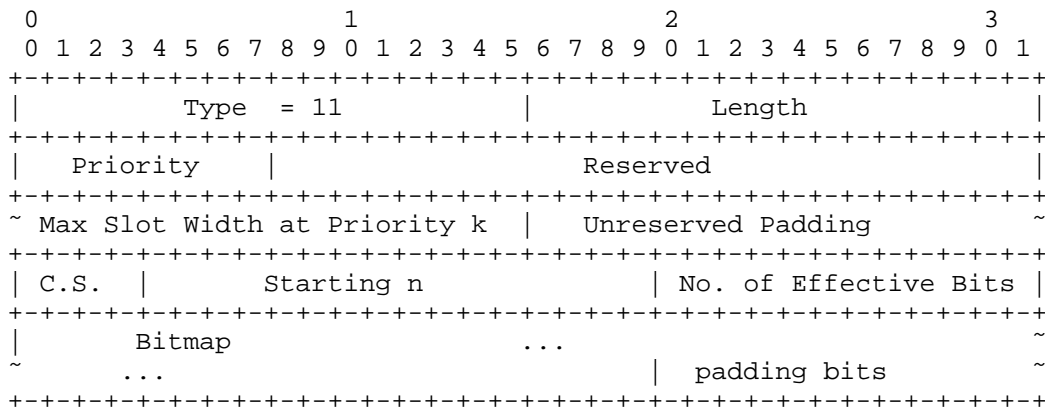 0                   1                   2                   3
 0 1 2 3 4 5 6 7 8 9 0 1 2 3 4 5 6 7 8 9 0 1 2 3 4 5 6 7 8 9 0 1
+-+-+-+-+-+-+-+-+-+-+-+-+-+-+-+-+-+-+-+-+-+-+-+-+-+-+-+-+-+-+-+-+
|          Type  = 11           |           Length              |
+-+-+-+-+-+-+-+-+-+-+-+-+-+-+-+-+-+-+-+-+-+-+-+-+-+-+-+-+-+-+-+-+
|   Priority    |                   Reserved                    |
+-+-+-+-+-+-+-+-+-+-+-+-+-+-+-+-+-+-+-+-+-+-+-+-+-+-+-+-+-+-+-+-+
~ Max Slot Width at Priority k  |   Unreserved Padding          ~
+-+-+-+-+-+-+-+-+-+-+-+-+-+-+-+-+-+-+-+-+-+-+-+-+-+-+-+-+-+-+-+-+
| C.S.  |       Starting n              | No. of Effective Bits |
+-+-+-+-+-+-+-+-+-+-+-+-+-+-+-+-+-+-+-+-+-+-+-+-+-+-+-+-+-+-+-+-+
|       Bitmap                  ...                             ~
~      ...                              |  padding bits         ~
+-+-+-+-+-+-+-+-+-+-+-+-+-+-+-+-+-+-+-+-+-+-+-+-+-+-+-+-+-+-+-+-+